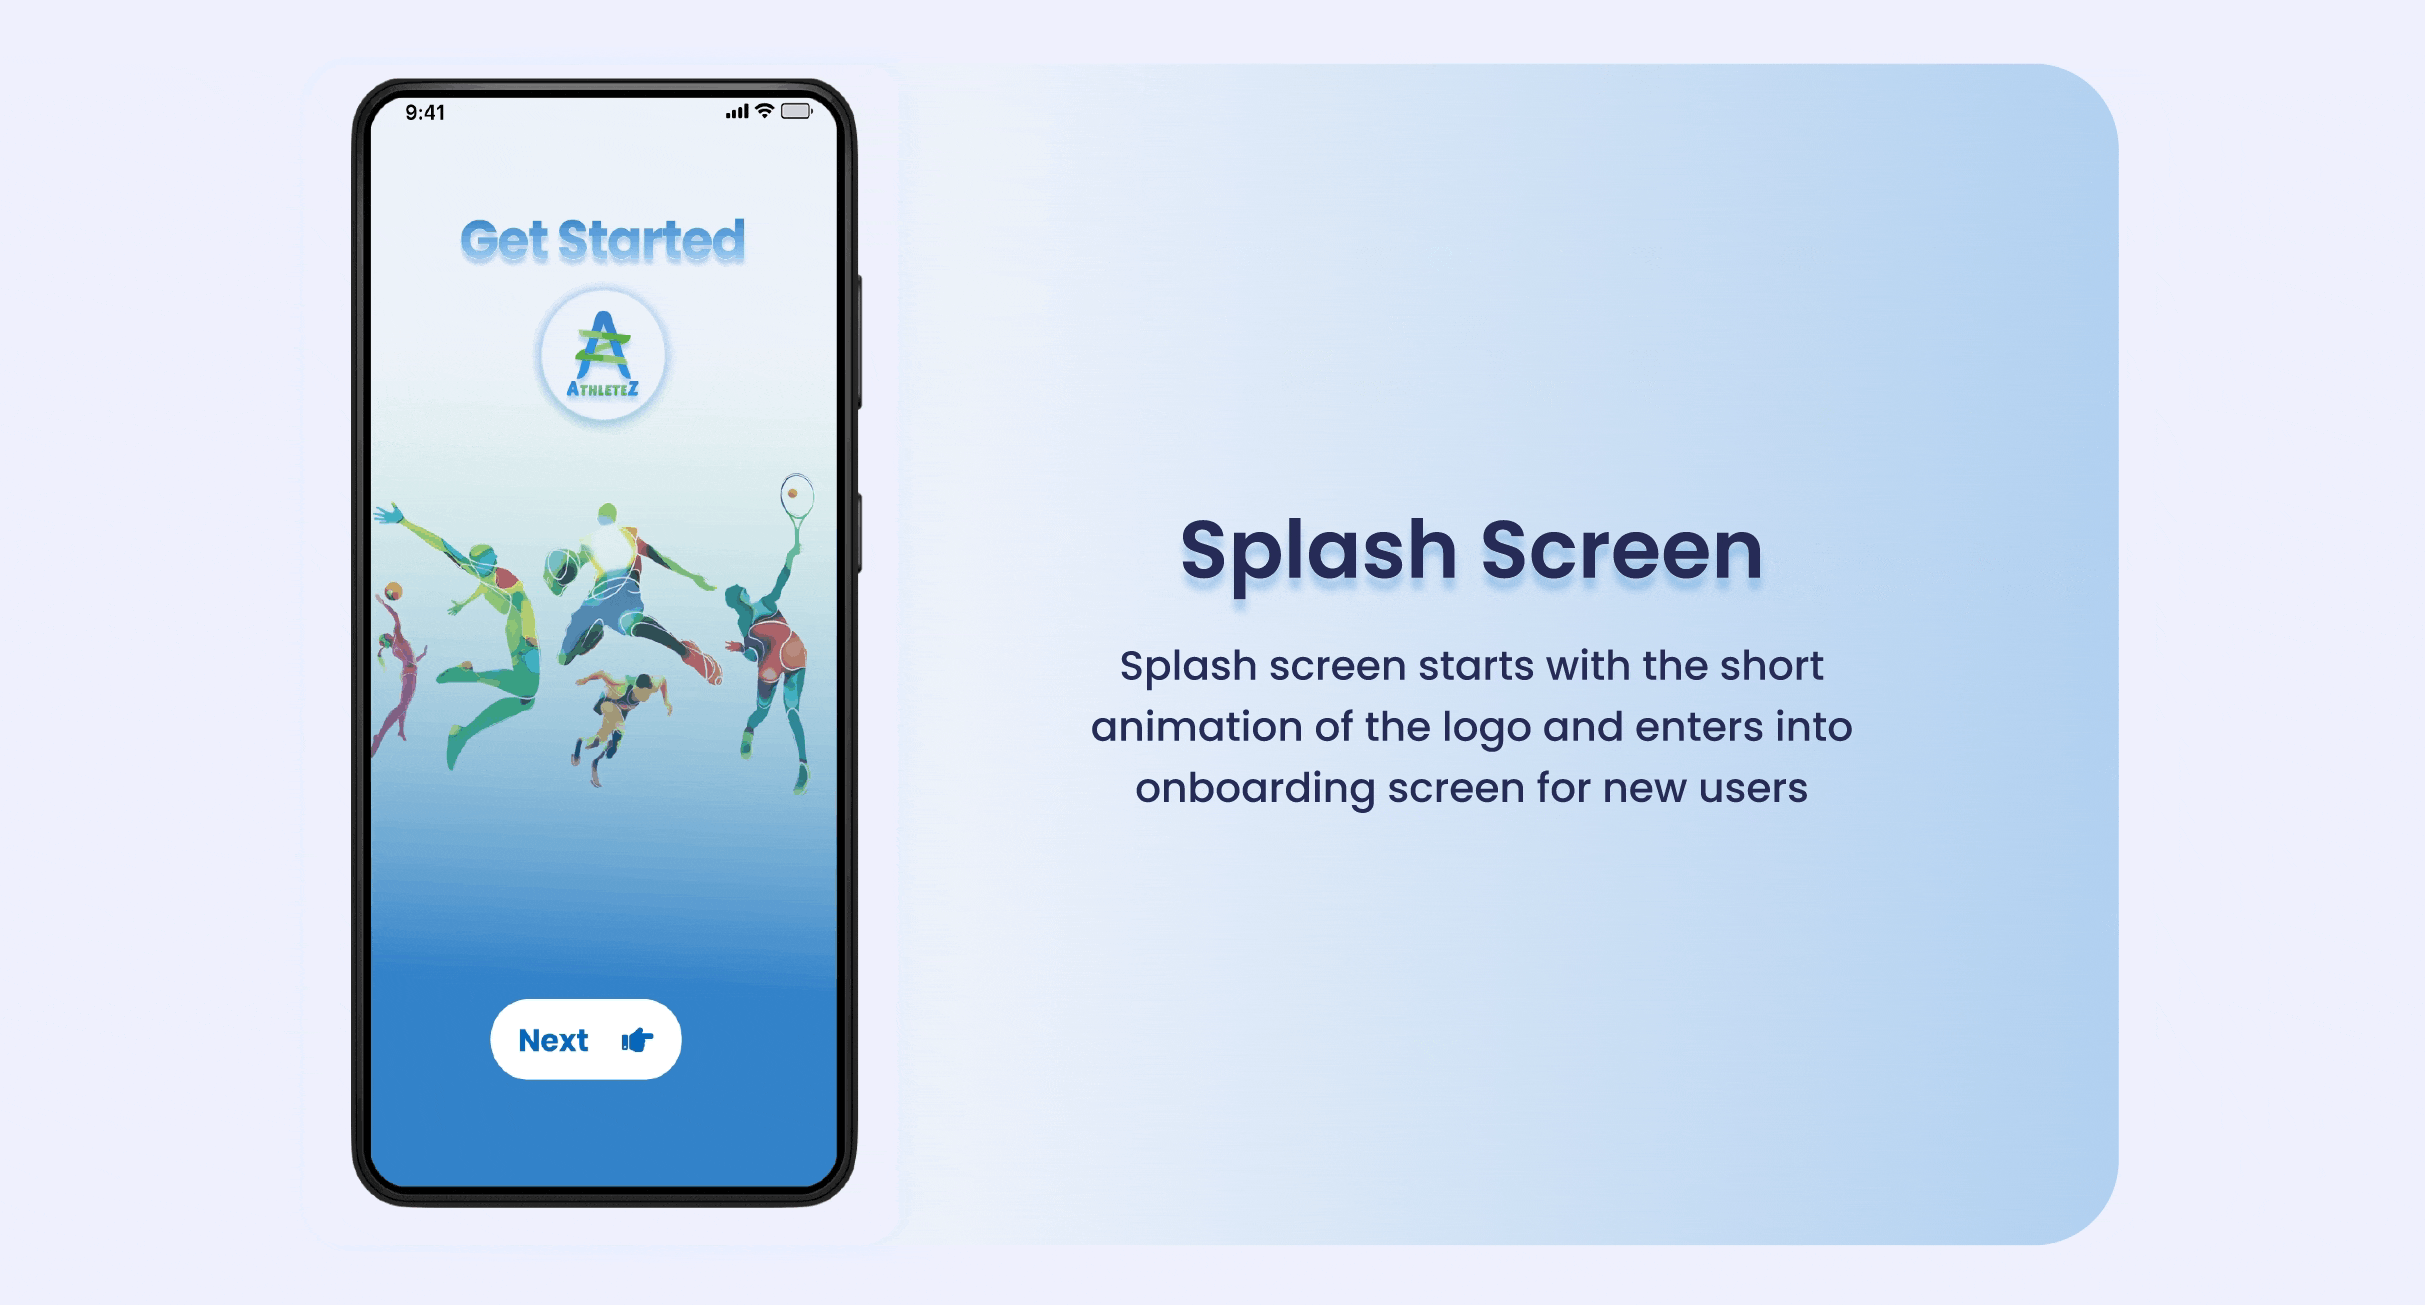 9:41
Get Started
ATHLETEZ
Next
Splash Screen
Splash screen starts with the short
animation of the logo and enters into
onboarding screen for new users